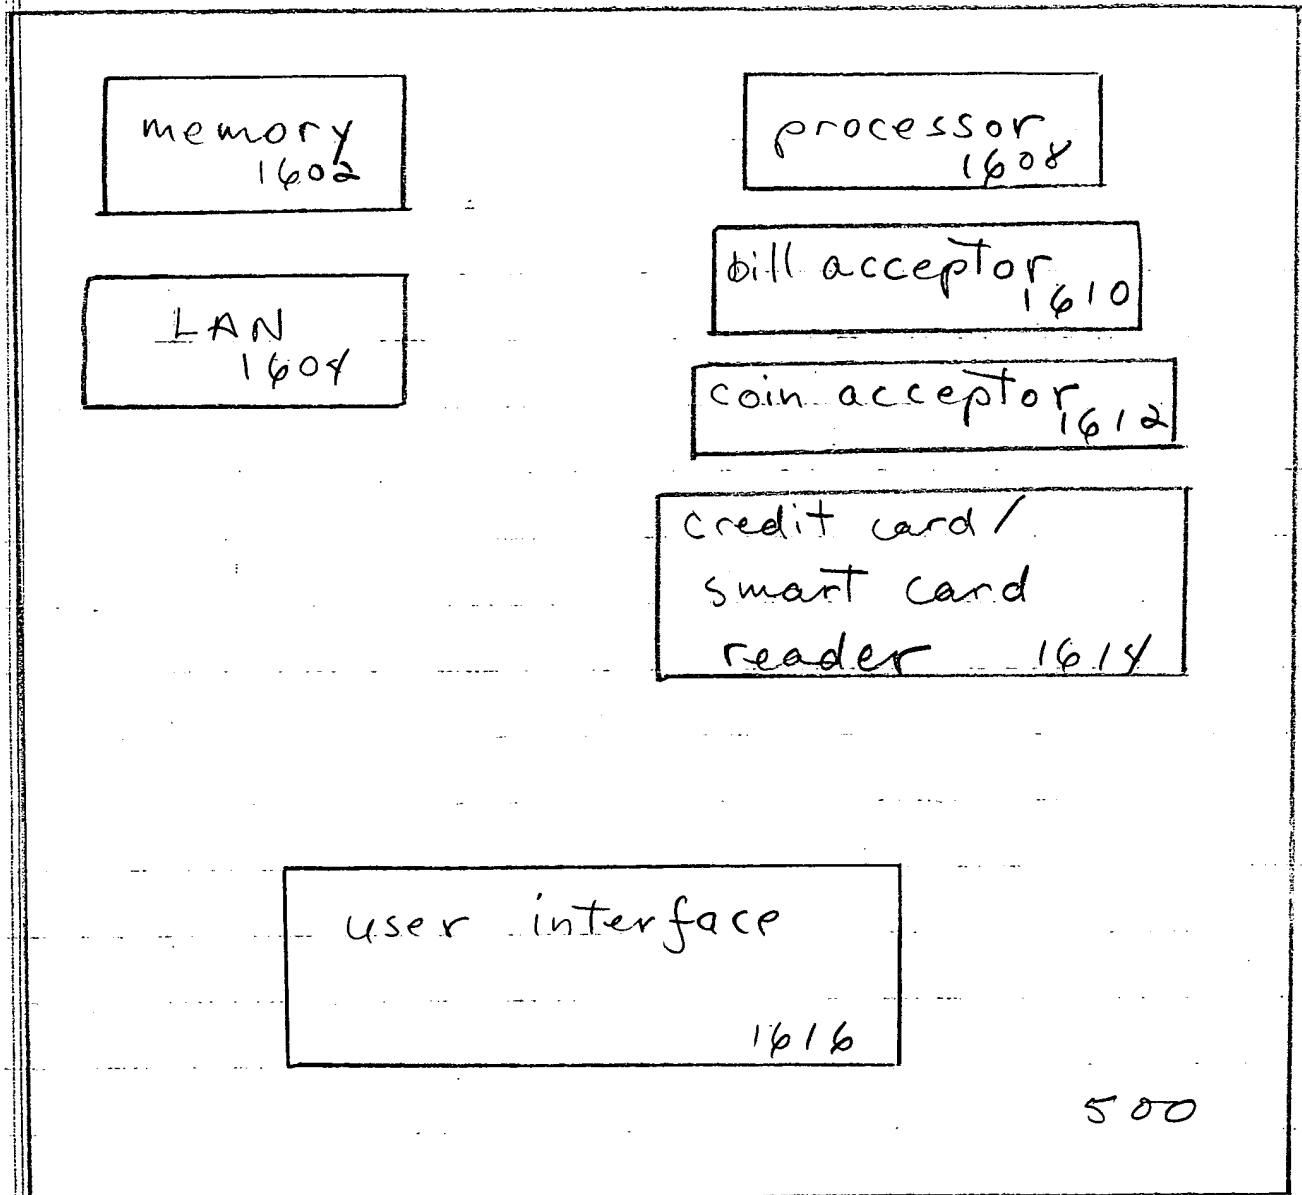 memory
1602
LAN
1604
processor
1608
bill acceptor
1610
coin acceptor
1612
credit card/
smart card
reader 1614
user interface
1616
500